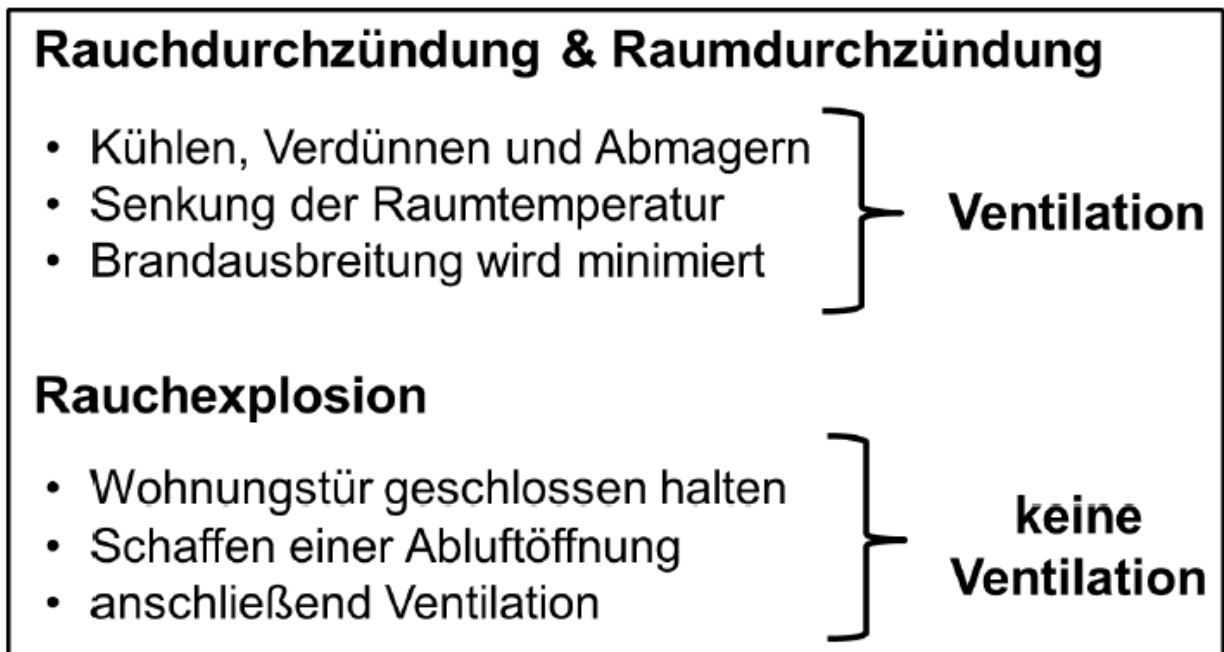 Rauchdurchzündung & Raumdurchzündung
• Kühlen, Verdünnen und Abmagern
• Senkung der Raumtemperatur
• Brandausbreitung wird minimiert
Ventilation
Rauchexplosion
• Wohnungstür geschlossen halten
• Schaffen einer Abluftöffnung
• anschließend Ventilation
keine
Ventilation